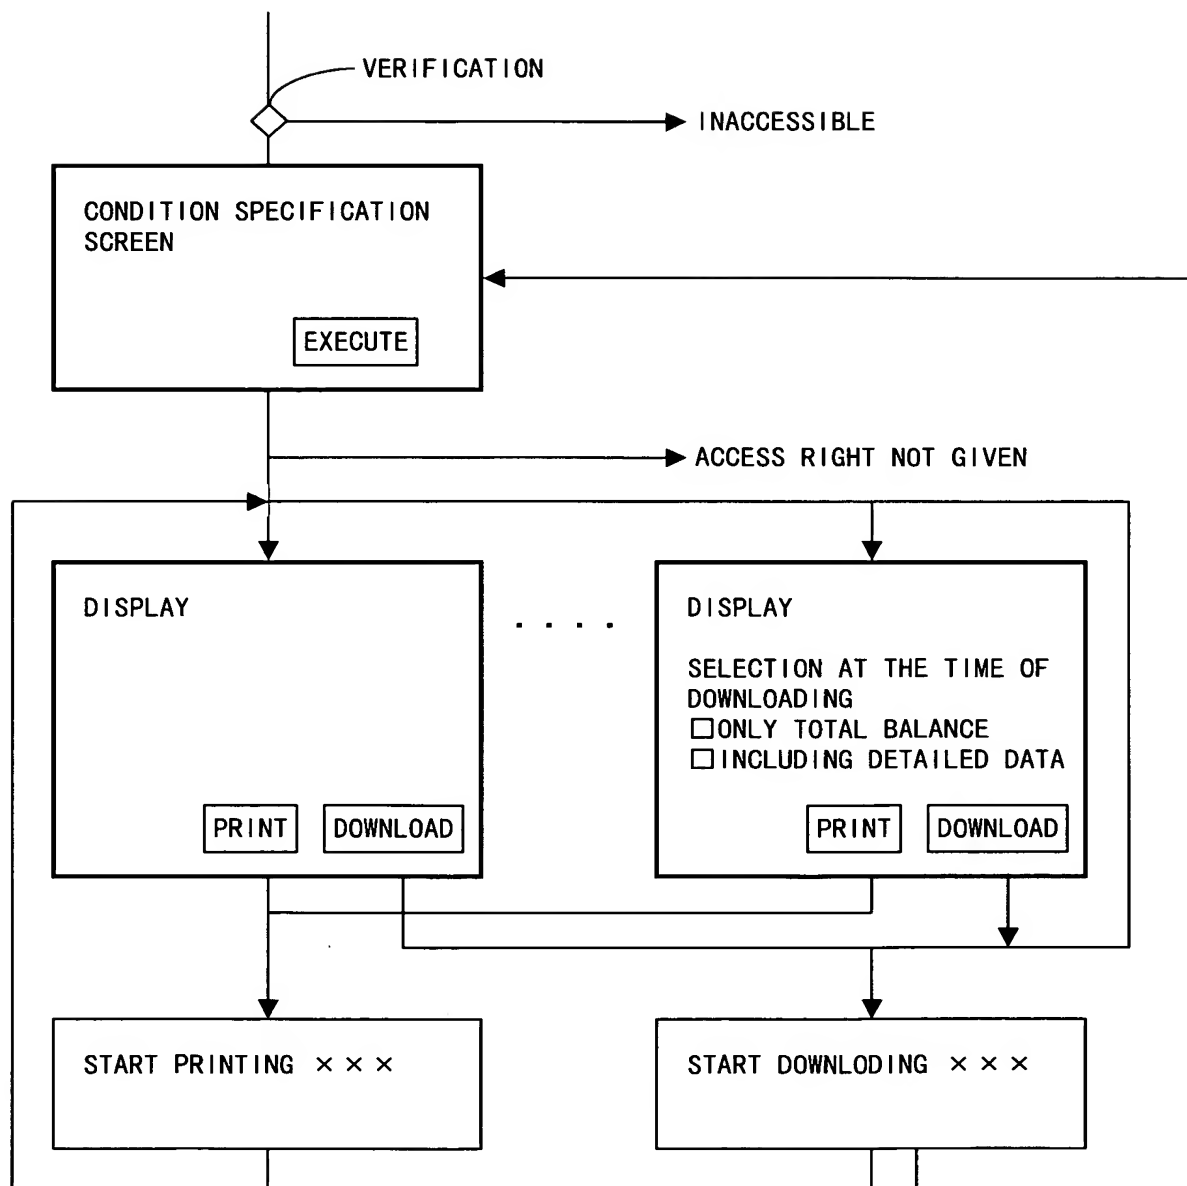 VERIFICATION
INACCESSIBLE
CONDITION SPECIFICATION
SCREEN
EXECUTE
ACCESS RIGHT NOT GIVEN
DISPLAY
PRINT
DOWNLOAD
. . . .
DISPLAY
SELECTION AT THE TIME OF
DOWNLOADING
□ONLY TOTAL BALANCE
□INCLUDING DETAILED DATA
PRINT
DOWNLOAD
START PRINTING ×××
START DOWNLODING ×××